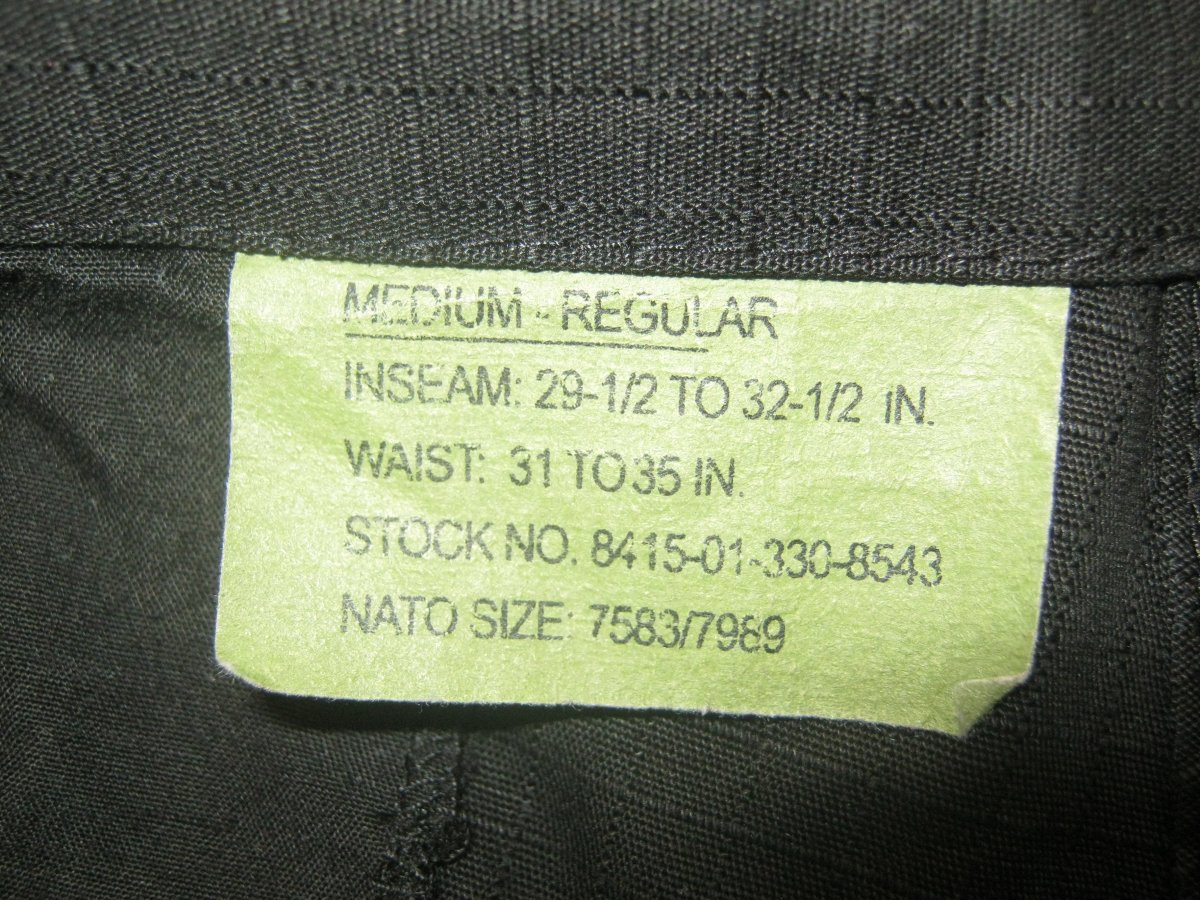 MEDIUM - REGULAR
INSEAM: 29-1/2 TO 32-1/2 IN.
WAIST: 31 TO 35 IN.
STOCK NO. 8415-01-330-8543
NATO SIZE: 7583/7989